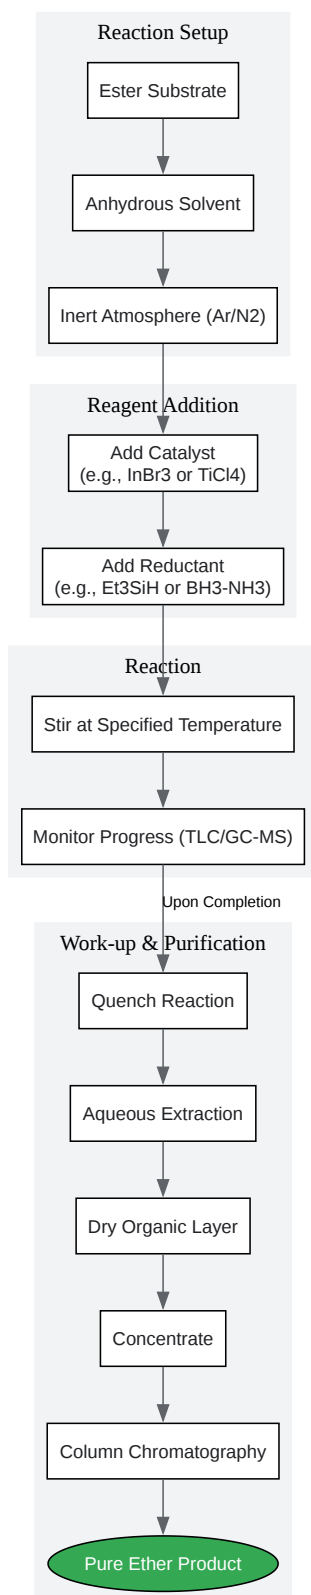 Reaction Setup
Ester Substrate
Anhydrous Solvent
Inert Atmosphere (Ar/N2)
Reagent Addition
Add Catalyst
(e.g., InBr3 or TiCl4)
Add Reductant
(e.g., Et3SiH or BH3-NH3)
Reaction
Stir at Specified Temperature
Monitor Progress (TLC/GC-MS)
Upon Completion
Work-up & Purification
Quench Reaction
Aqueous Extraction
Dry Organic Layer
Concentrate
Column Chromatography
Pure Ether Product